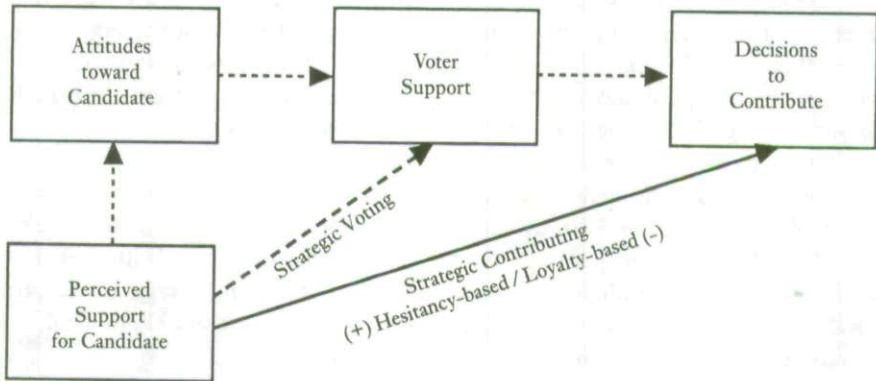 Attitudes
toward
Candidate
Voter
Support
Decisions
to
Contribute
Strategic Voting
Strategic Contributing
(+) Hesitancy-based / Loyalty-based (-)
Perceived
Support
for Candidate